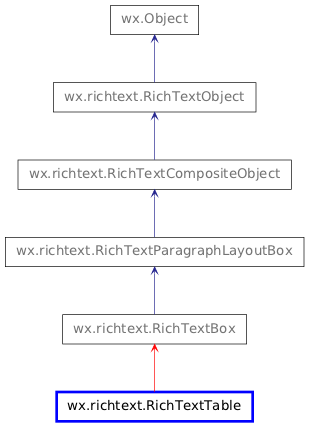 wx.Object
wx.richtext.RichTextObject
wx.richtext.RichTextCompositeObject
wx.richtext.RichTextParagraphLayoutBox
wx.richtext.RichTextBox
wx.richtext.RichTextTable